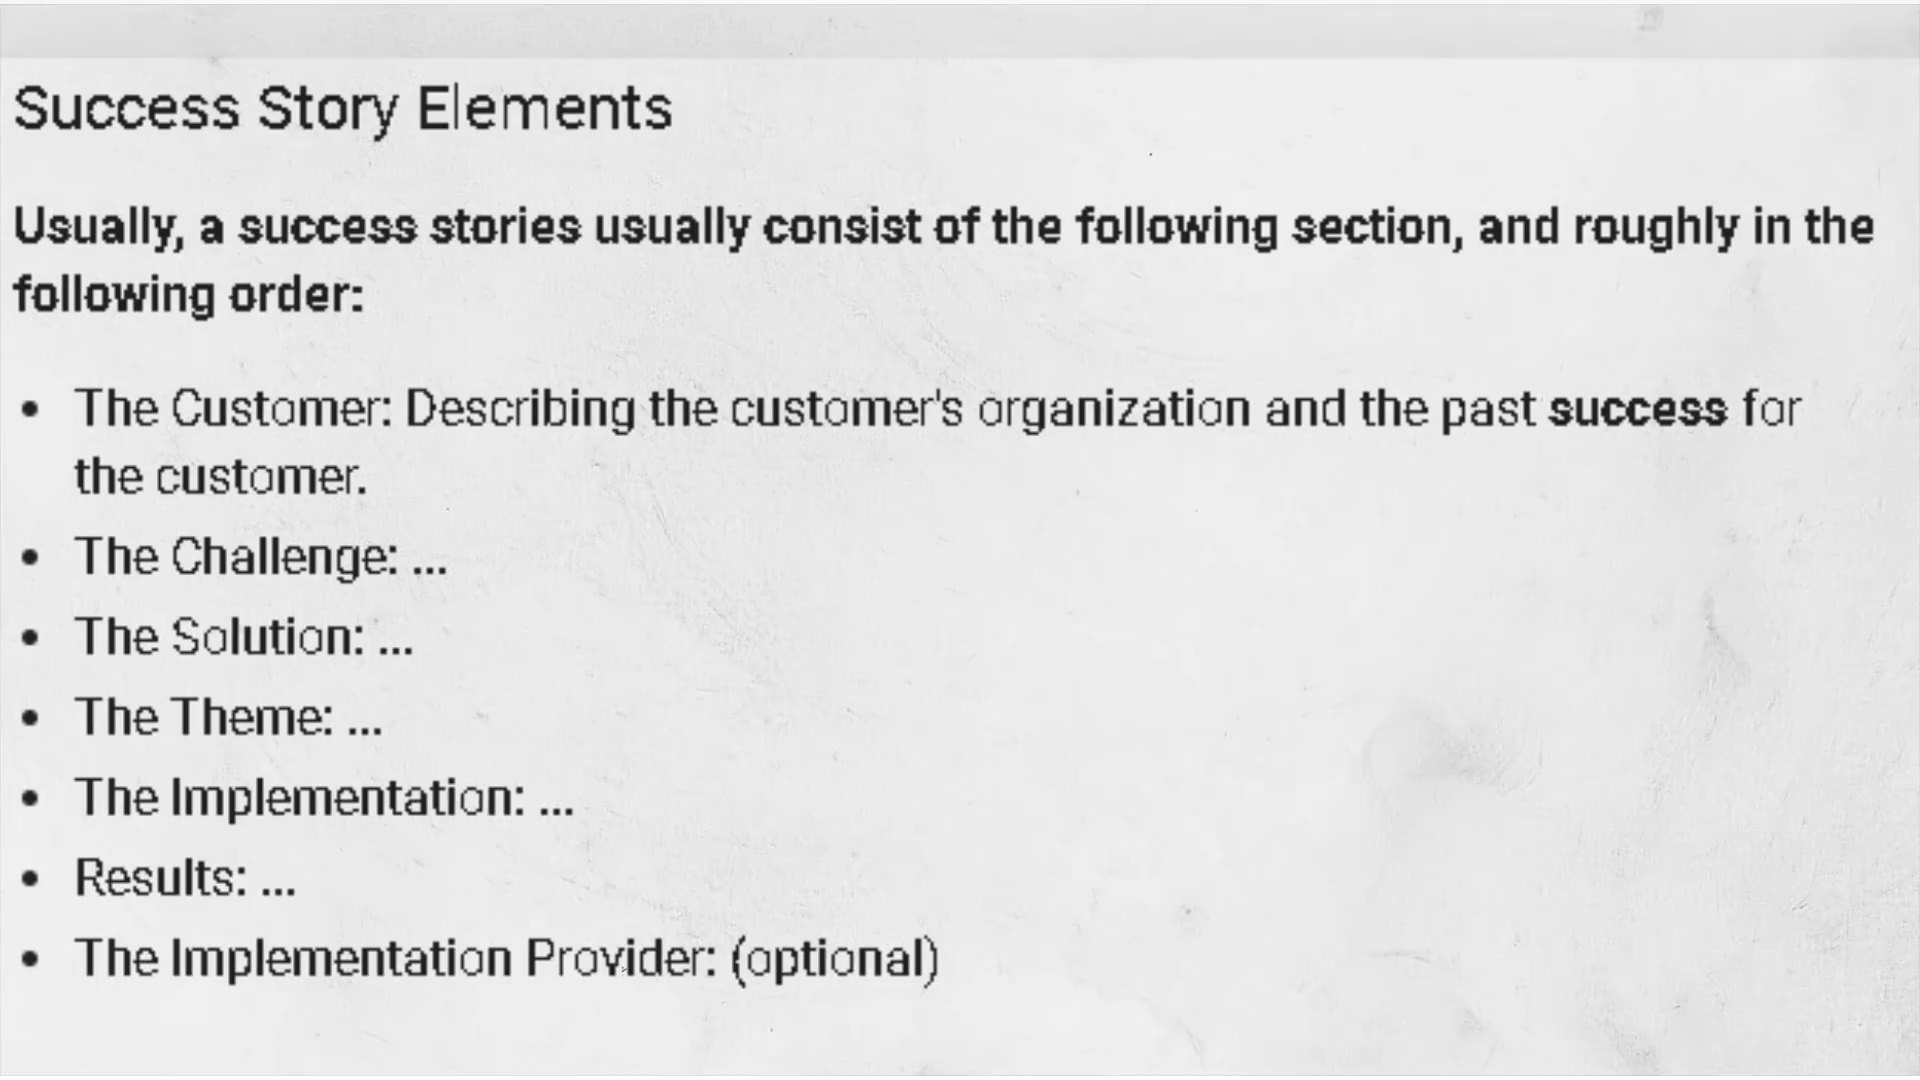 Success Story Elements
Usually, a success stories usually consist of the following section, and roughly in the
following order:
• The Customer: Describing the customer's organization and the past success for
the customer.
• The Challenge: ...
• The Solution: ...
• The Theme: ...
• The Implementation: ...
• Results: ...
• The Implementation Provider: (optional)